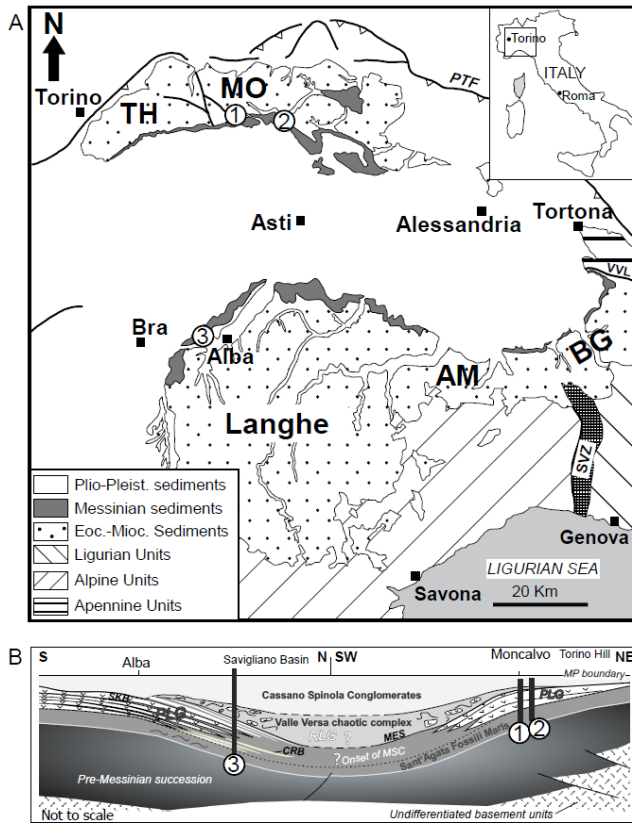 A
N
Torino
TH
MO
1
2
PTF
Torino
ITALY
Roma
Asti
Alessandria
Tortona
VVL
Bra
3
Alba
BG
AM
Langhe
SVZ
Plio-Pleist. sediments
Messinian sediments
Eoc.-Mioc. Sediments
Ligurian Units
Alpine Units
Apennine Units
Genova
LIGURIAN SEA
Savona
20 Km
B
S
Alba
Savigliano Basin
N
SW
Moncalvo
Torino Hill
NE
MP boundary
Cassano Spinola Conglomerates
SKB
PLG
PLG
Valle Versa chaotic complex
RLG ?
MES
CRB
? Onset of MSC
Sant'Agata Fossili Marls
1
2
3
Pre-Messinian succession
Not to scale
Undifferentiated basement units